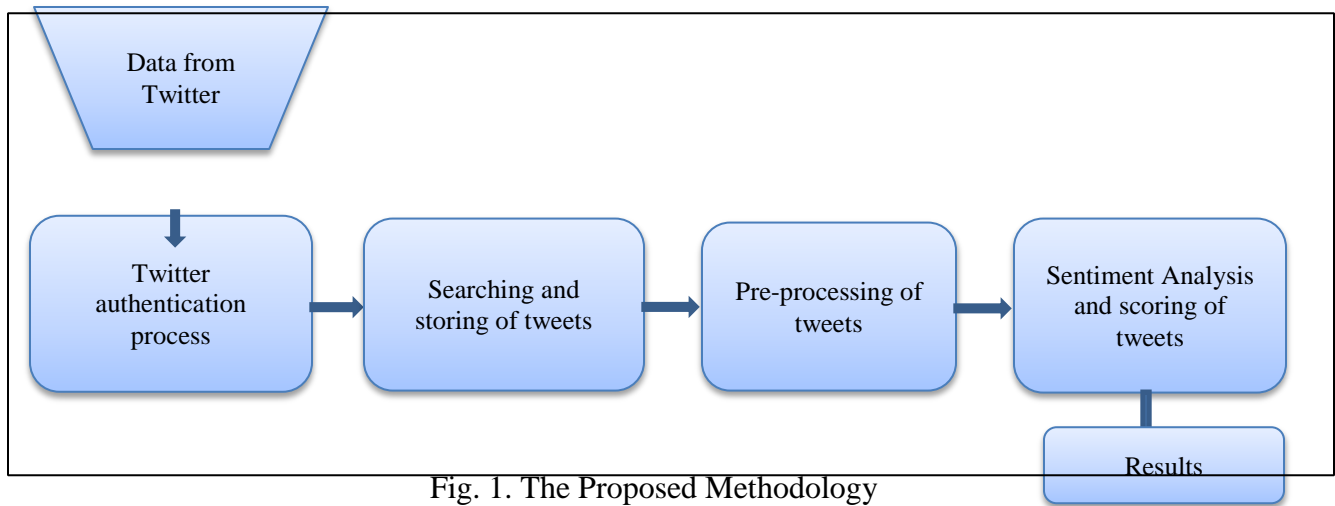 Data from
Twitter
Twitter
authentication
process
Searching and
storing of tweets
Pre-processing of
tweets
Sentiment Analysis
and scoring of
tweets
Results
Fig. 1. The Proposed Methodology